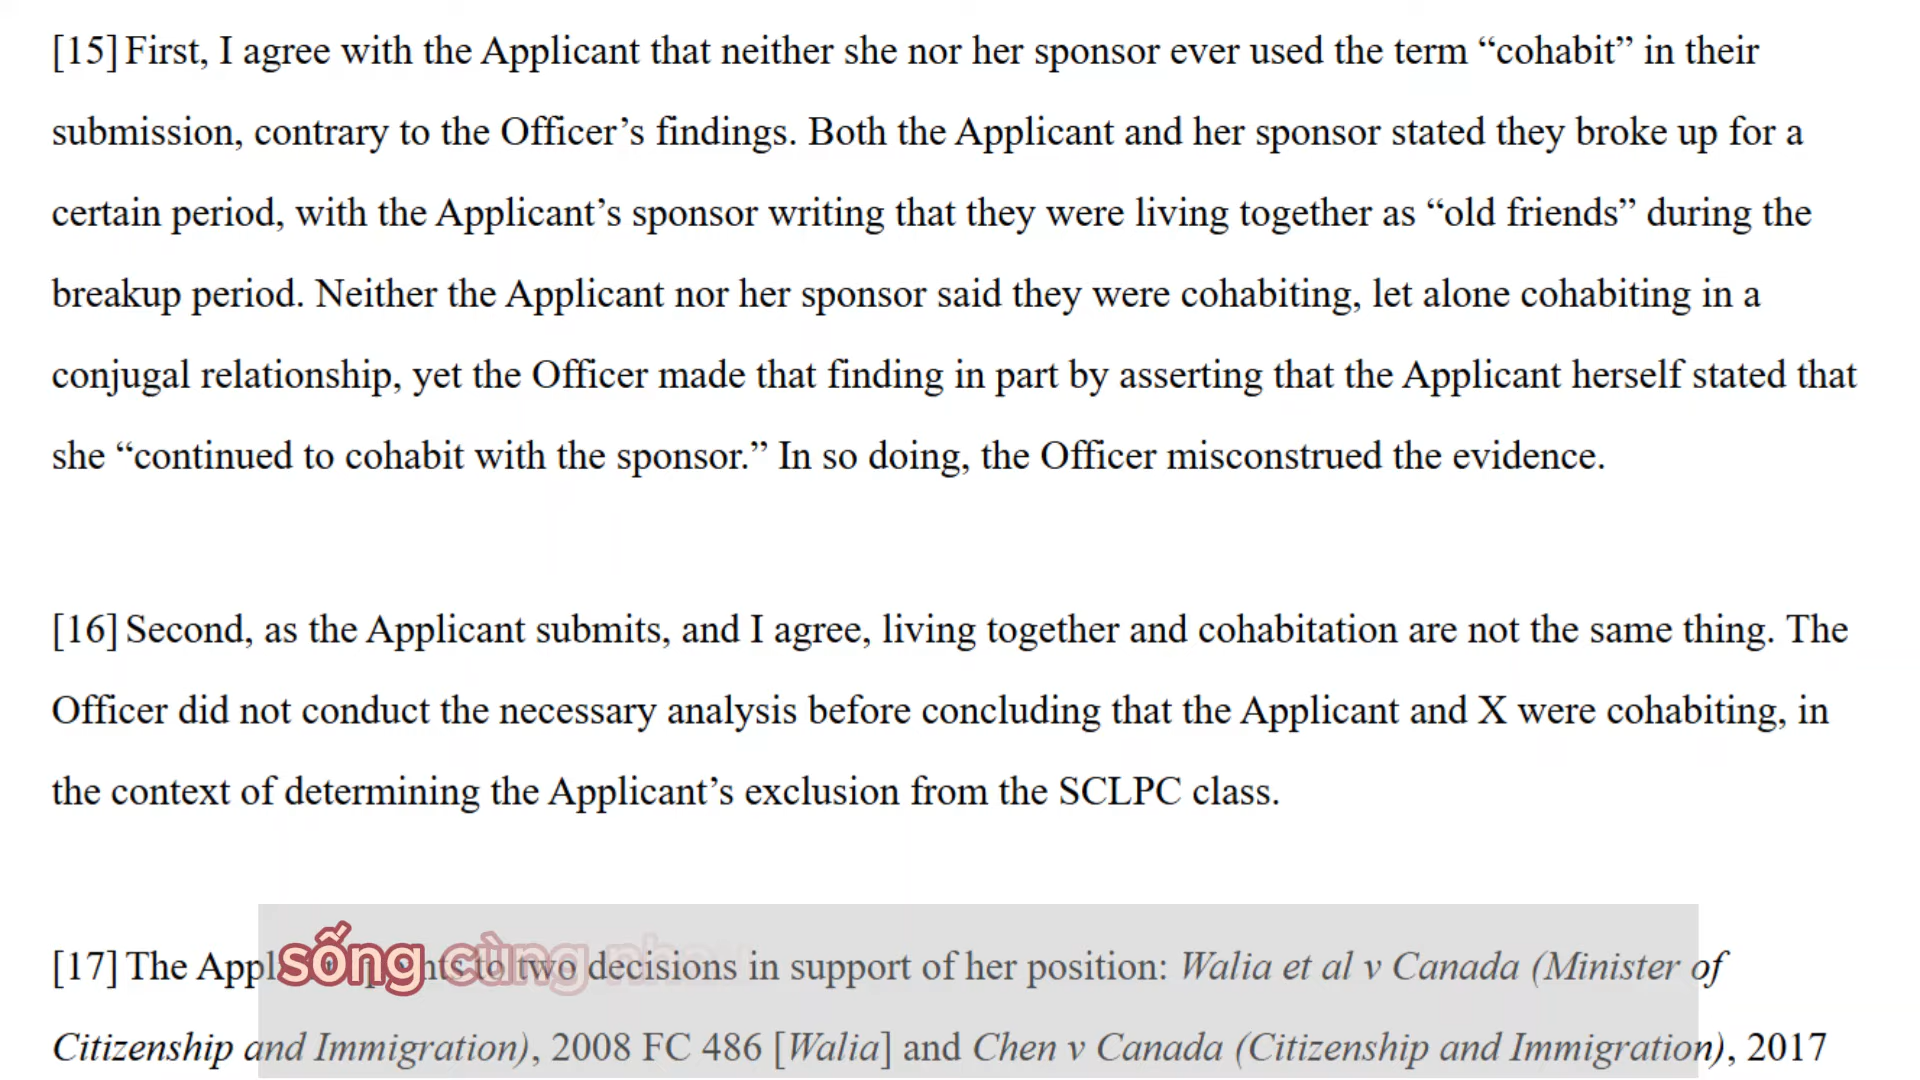 [15] First, I agree with the Applicant that neither she nor her sponsor ever used the term “cohabit” in their
submission, contrary to the Officer’s findings. Both the Applicant and her sponsor stated they broke up for a
certain period, with the Applicant’s sponsor writing that they were living together as “old friends” during the
breakup period. Neither the Applicant nor her sponsor said they were cohabiting, let alone cohabiting in a
conjugal relationship, yet the Officer made that finding in part by asserting that the Applicant herself stated that
she “continued to cohabit with the sponsor.” In so doing, the Officer misconstrued the evidence.
[16] Second, as the Applicant submits, and I agree, living together and cohabitation are not the same thing. The
Officer did not conduct the necessary analysis before concluding that the Applicant and X were cohabiting, in
the context of determining the Applicant’s exclusion from the SCLPC class.
[17] The to two decisions in support of her position: Walia et al v Canada (Minister of
sống cùng nhau
Citizenship and Immigration), 2008 FC 486 [Walia] and Chen v Canada (Citizenship and Immigration), 2017